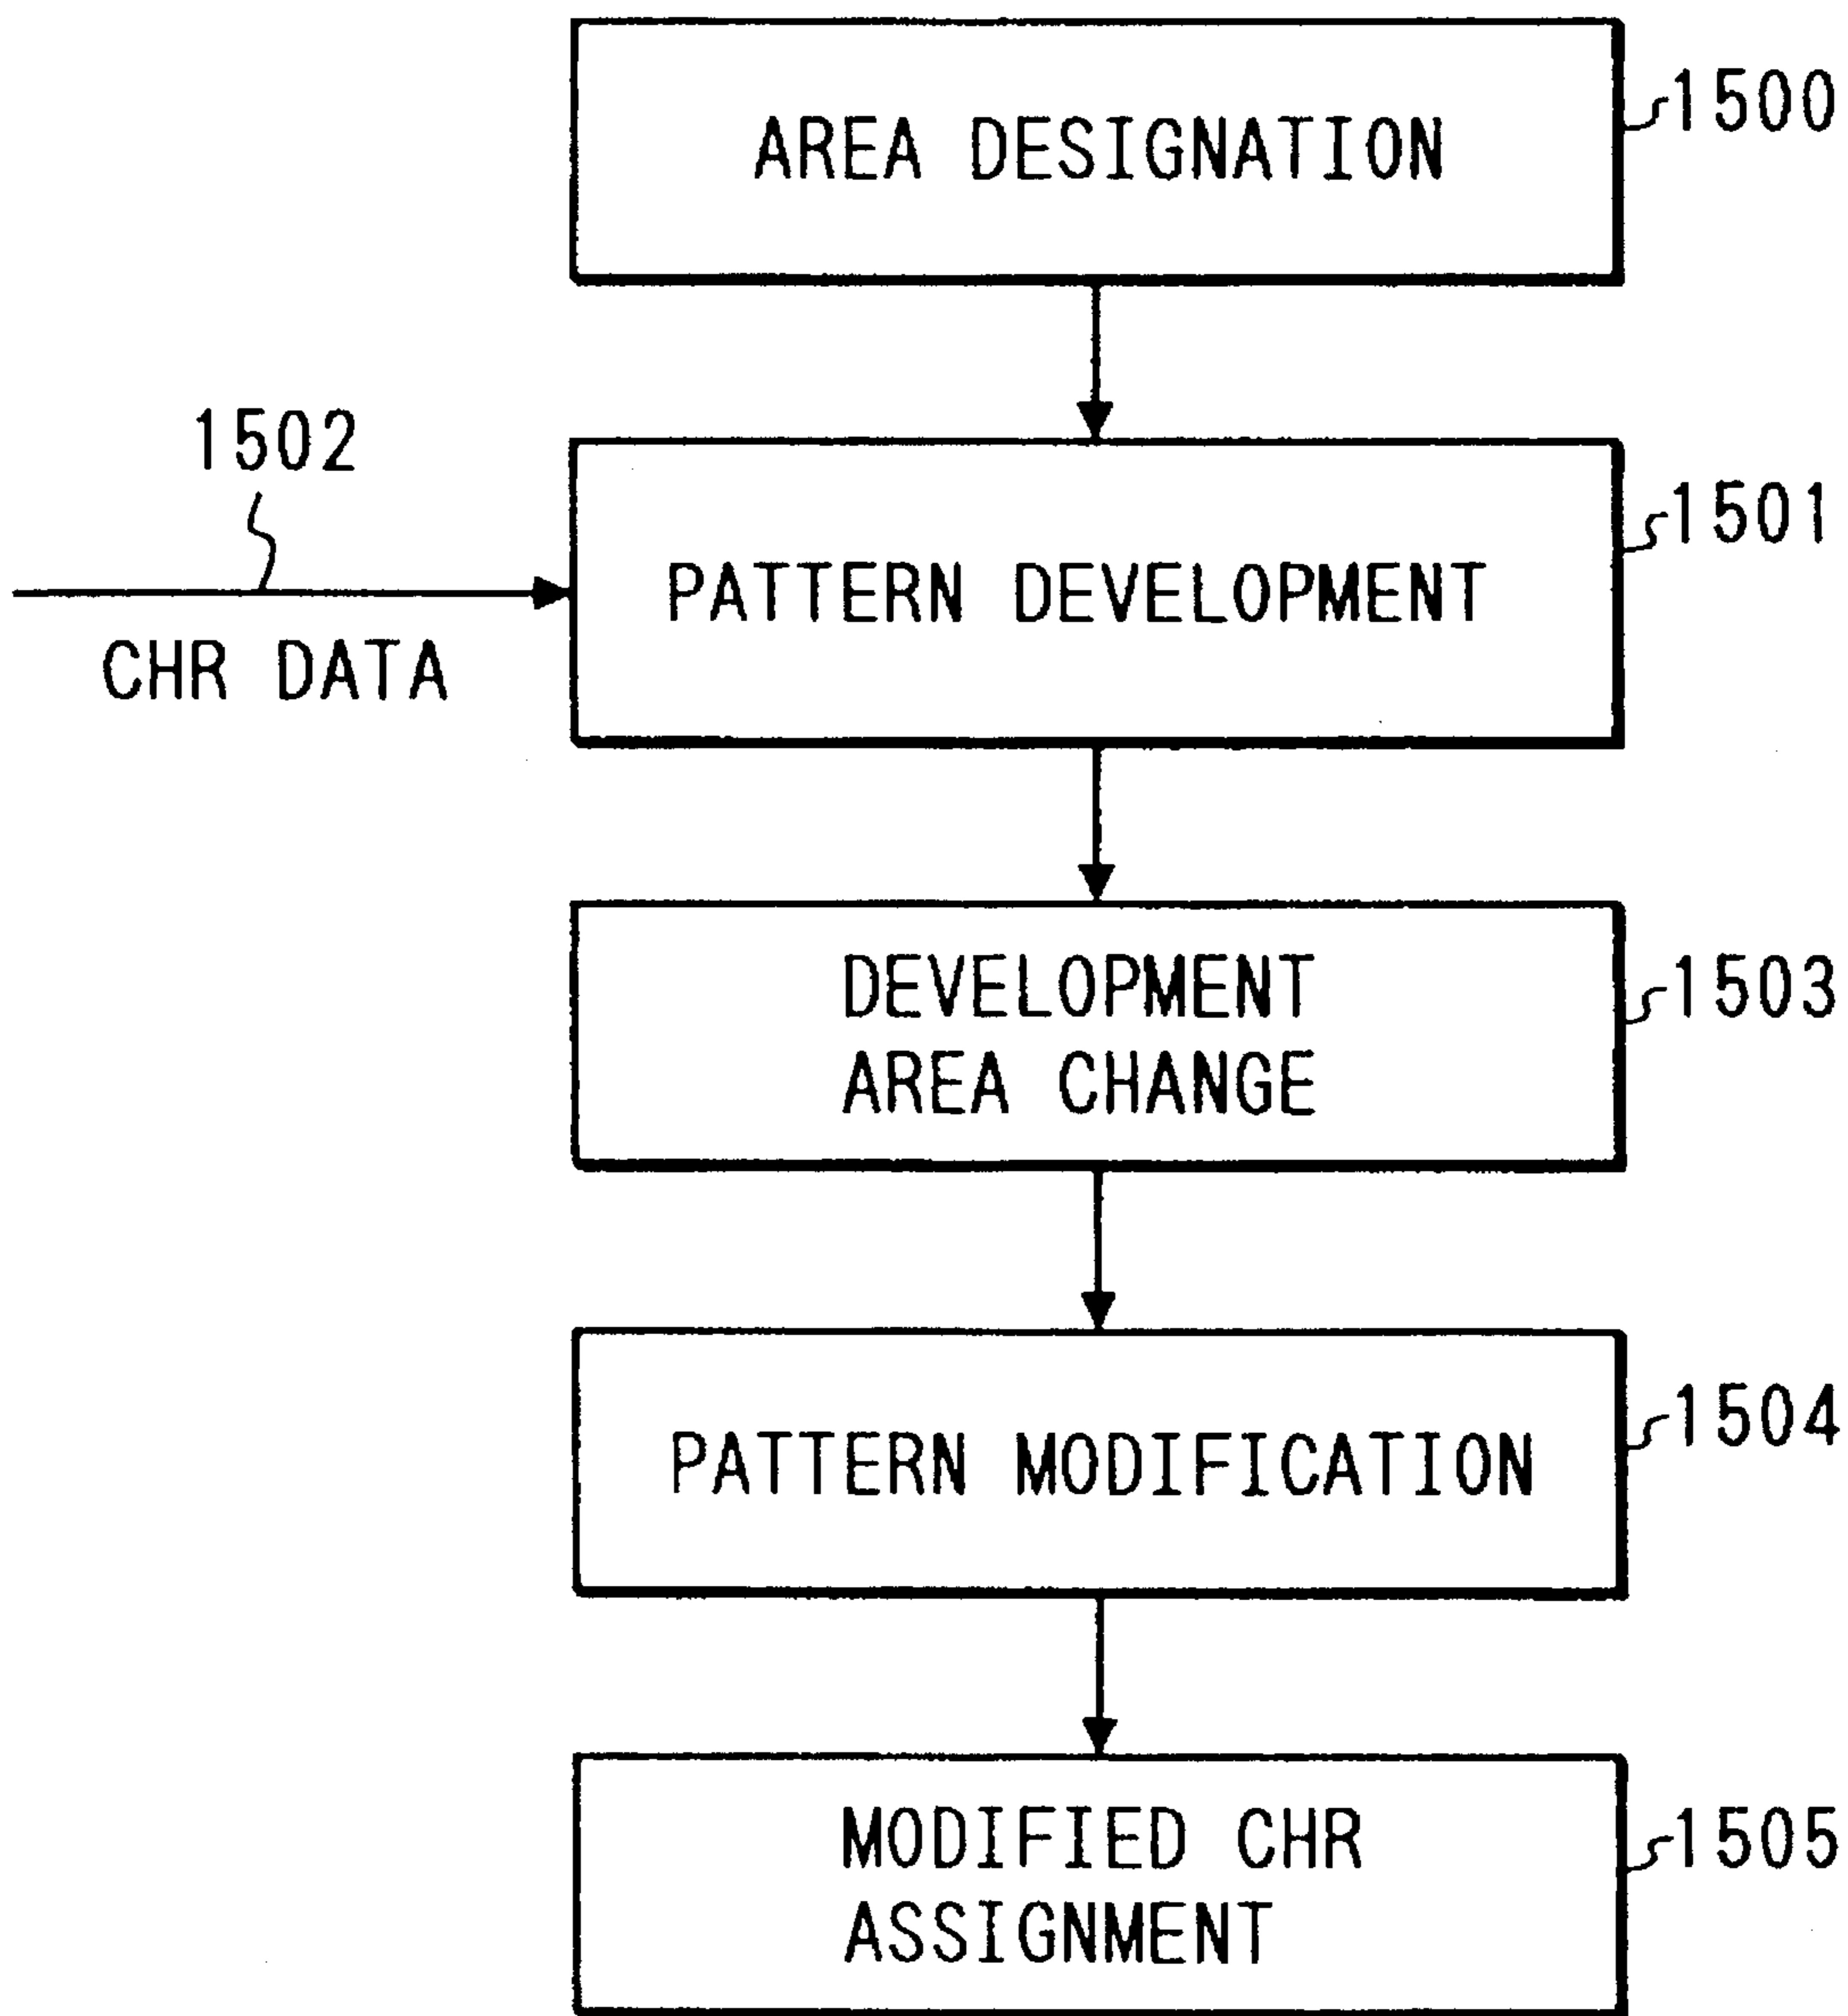 AREA DESIGNATION
1500
1502
CHR DATA
PATTERN DEVELOPMENT
1501
DEVELOPMENT
AREA CHANGE
1503
PATTERN MODIFICATION
1504
MODIFIED CHR
ASSIGNMENT
1505